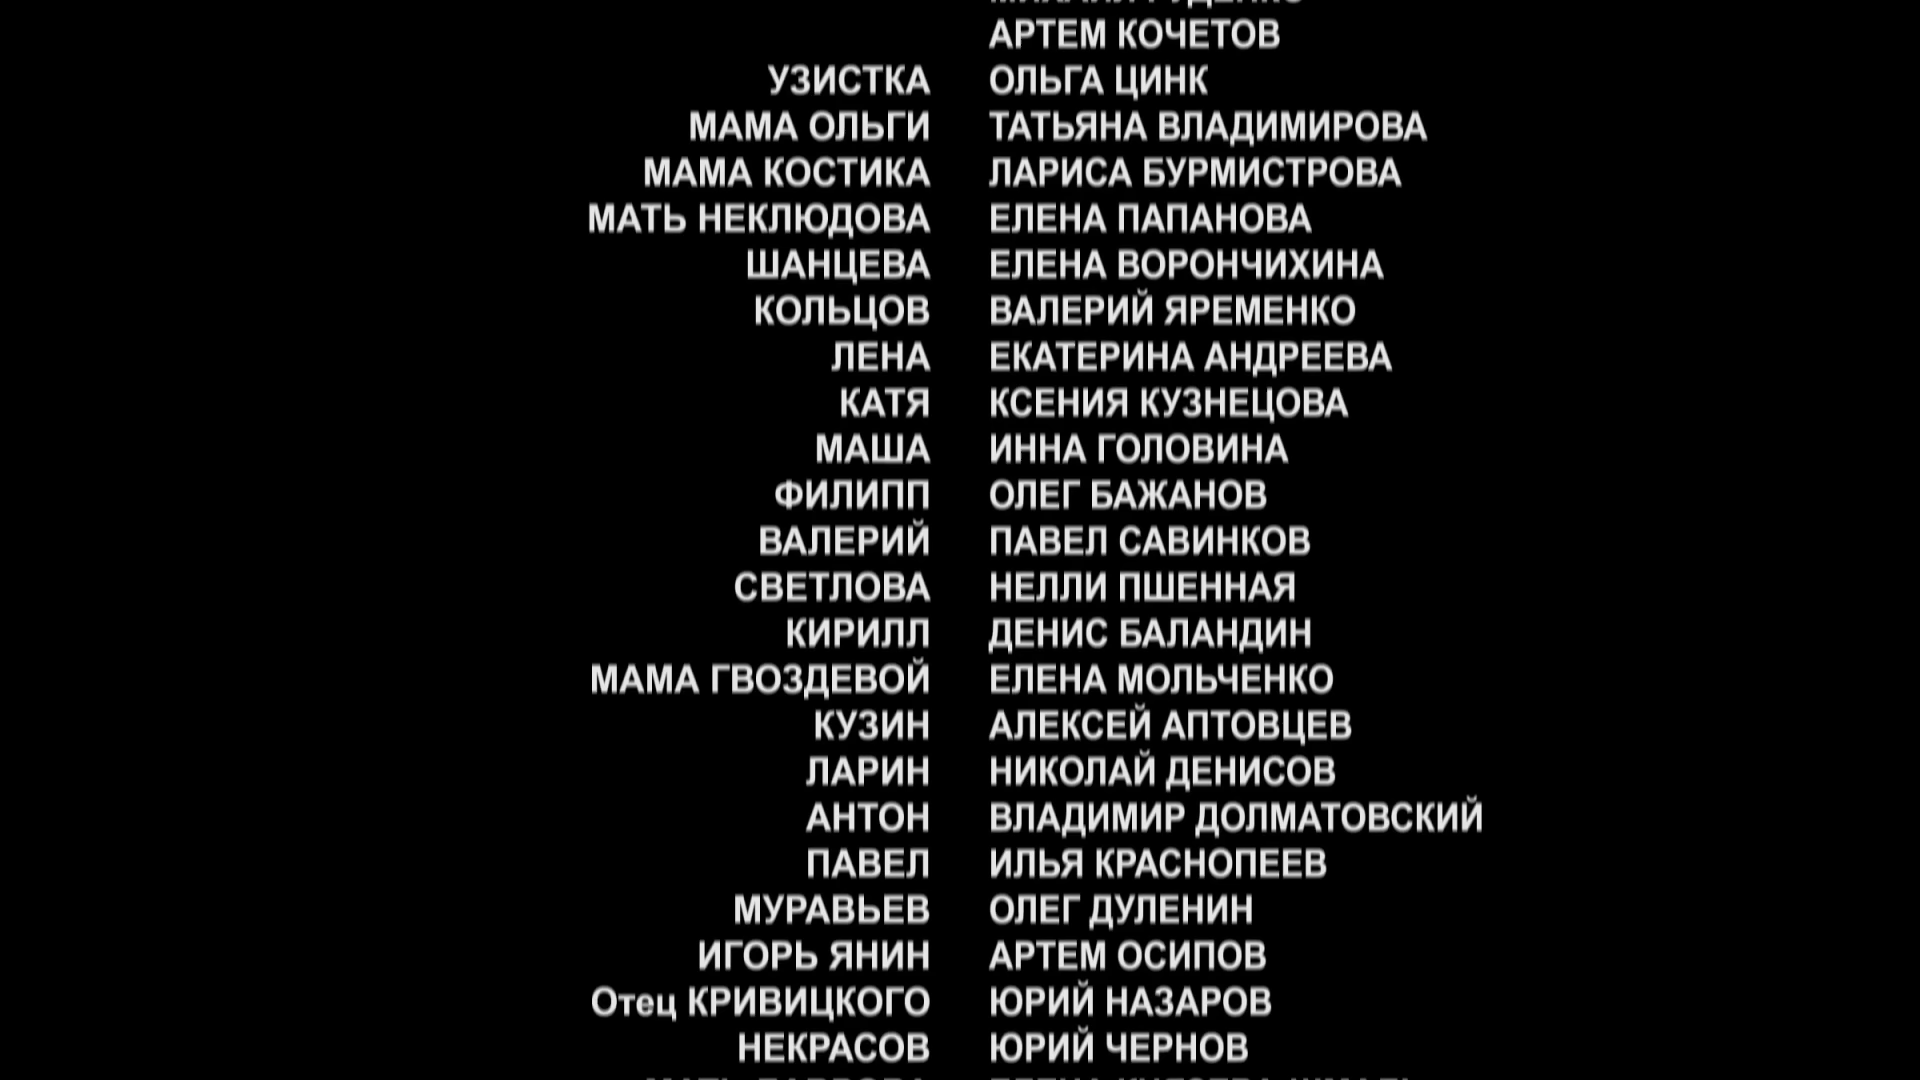 АРТЕМ КОЧЕТОВ
УЗИСТКА ОЛЬГА ЦИНК
МАМА ОЛЬГИ ТАТЬЯНА ВЛАДИМИРОВА
МАМА КОСТИКА ЛАРИСА БУРМИСТРОВА
МАТЬ НЕКЛЮДОВА ЕЛЕНА ПАПАНОВА
ШАНЦЕВА ЕЛЕНА ВОРОНЧИХИНА
КОЛЬЦОВ ВАЛЕРИЙ ЯРЕМЕНКО
ЛЕНА ЕКАТЕРИНА АНДРЕЕВА
КАТЯ КСЕНИЯ КУЗНЕЦОВА
МАША ИННА ГОЛОВИНА
ФИЛИПП ОЛЕГ БАЖАНОВ
ВАЛЕРИЙ ПАВЕЛ САВИНКОВ
СВЕТЛОВА НЕЛЛИ ПШЕННАЯ
КИРИЛЛ ДЕНИС БАЛАНДИН
МАМА ГВОЗДЕВОЙ ЕЛЕНА МОЛЬЧЕНКО
КУЗИН АЛЕКСЕЙ АПТОВЦЕВ
ЛАРИН НИКОЛАЙ ДЕНИСОВ
АНТОН ВЛАДИМИР ДОЛМАТОВСКИЙ
ПАВЕЛ ИЛЬЯ КРАСНОПЕЕВ
МУРАВЬЕВ ОЛЕГ ДУЛЕНИН
ИГОРЬ ЯНИН АРТЕМ ОСИПОВ
Отец КРИВИЦКОГО ЮРИЙ НАЗАРОВ
НЕКРАСОВ ЮРИЙ ЧЕРНОВ